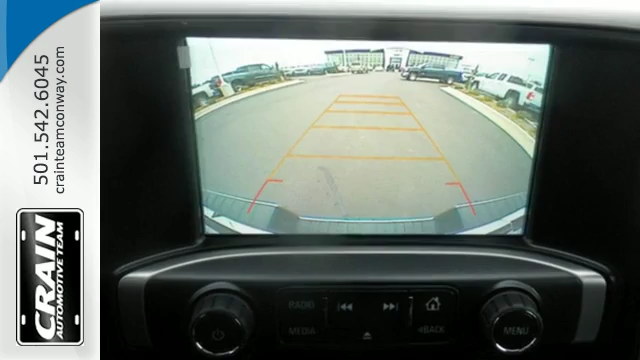 501.542.6045
crainteamconway.com
CRAIN
AUTOMOTIVE TEAM
RADIO
MEDIA
BACK
MENU